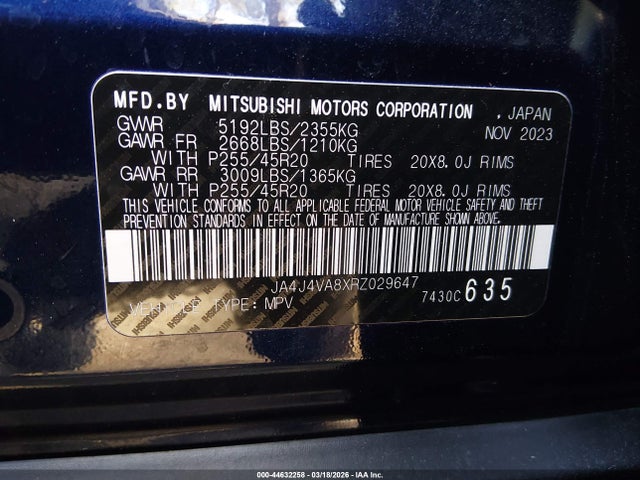 MFD.BY MITSUBISHI MOTORS CORPORATION , JAPAN
GVWR 5192LBS/2355KG NOV 2023
GAWR FR 2668LBS/1210KG
WITH P255/45R20 TIRES 20X8.0J RIMS
GAWR RR 3009LBS/1365KG
WITH P255/45R20 TIRES 20X8.0J RIMS
THIS VEHICLE CONFORMS TO ALL APPLICABLE FEDERAL MOTOR VEHICLE SAFETY AND THEFT
PREVENTION STANDARDS IN EFFECT ON THE DATE OF MANUFACTURE SHOWN ABOVE.
JA4J4VA8XRZ029647
VEHICLE TYPE: MPV 7430C 635
000-44632258 | 03/18/2026 | IAA Inc.